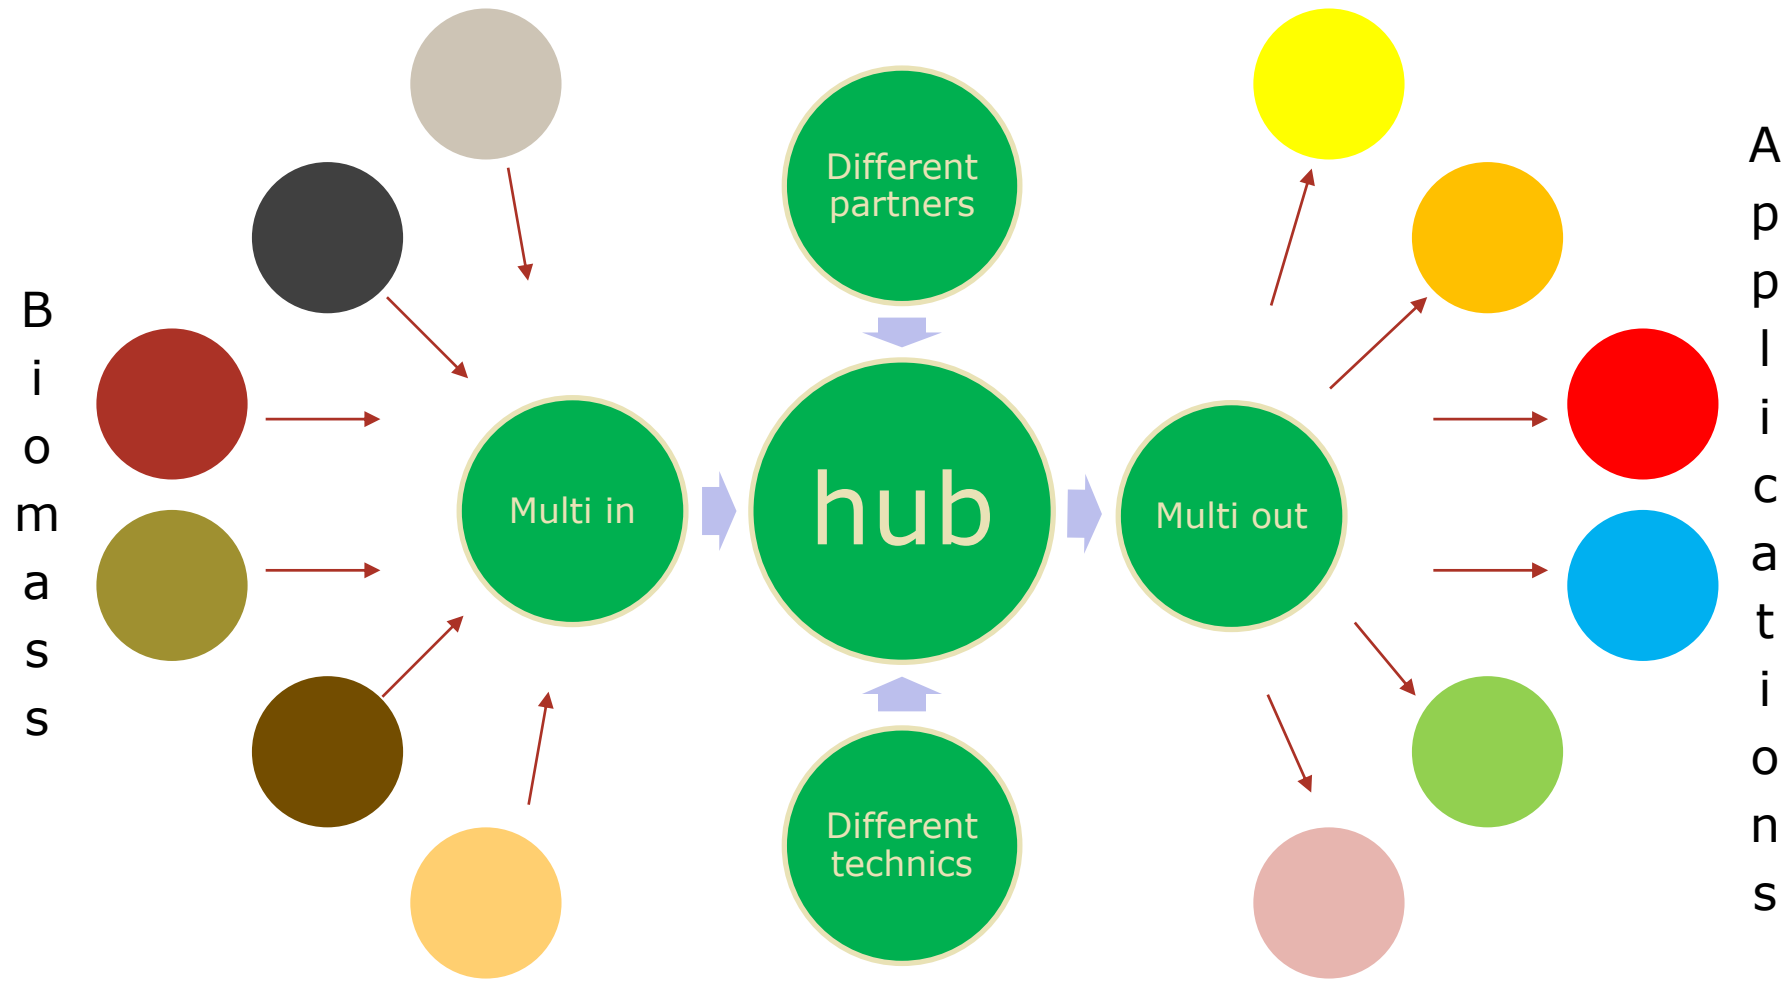 Biomass
Different
partners
Multi in
hub
Multi out
Different
technics
Applications